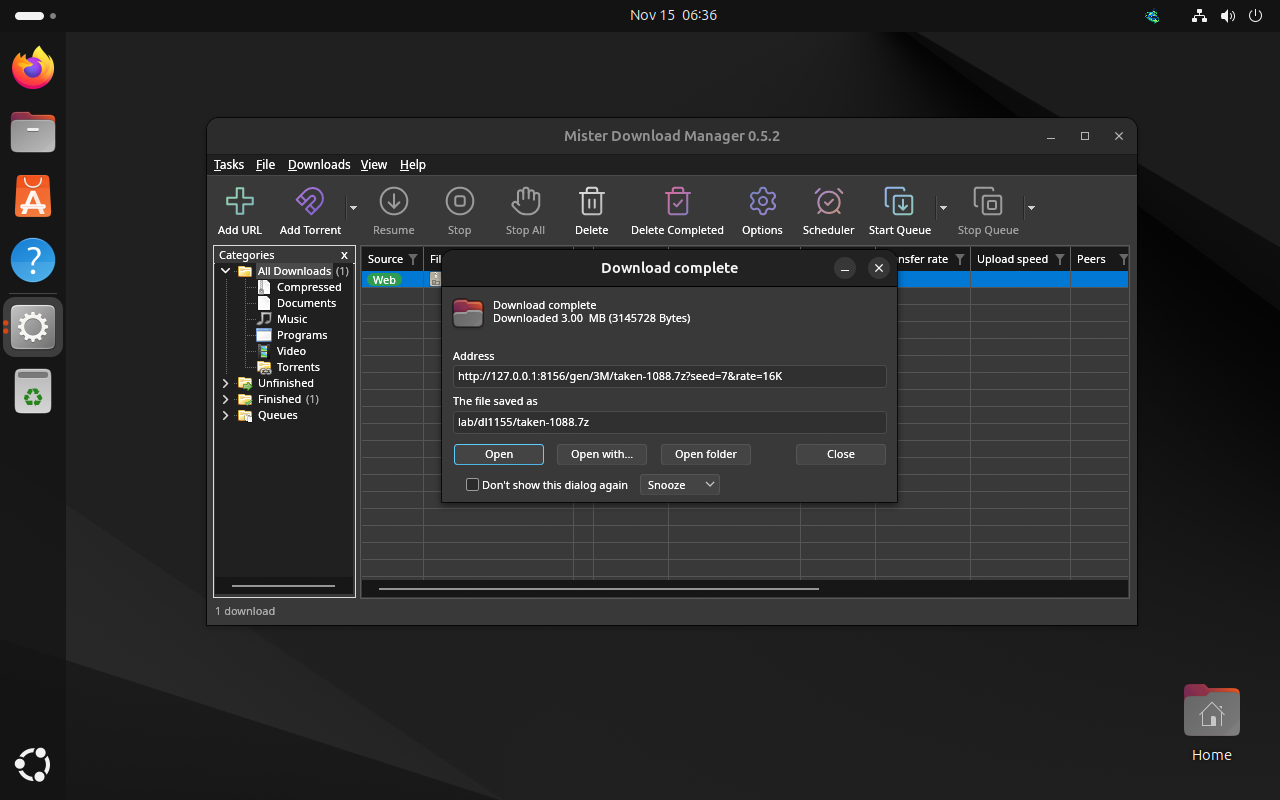 Nov 15 06:36
Mister Download Manager 0.5.2
Tasks File Downloads View Help
Add URL Add Torrent Resume Stop Stop All Delete Delete Completed Options Scheduler Start Queue Stop Queue
Categories X
All Downloads (1)
Compressed
Documents
Music
Programs
Video
Torrents
Unfinished
Finished (1)
Queues
Source Fil nsfer rate Upload speed Peers
Web
Download complete
Download complete
Downloaded 3.00 MB (3145728 Bytes)
Address
http://127.0.0.1:8156/gen/3M/taken-1088.7z?seed=7&rate=16K
The file saved as
lab/dl1155/taken-1088.7z
Open Open with... Open folder Close
Don't show this dialog again Snooze
1 download
Home